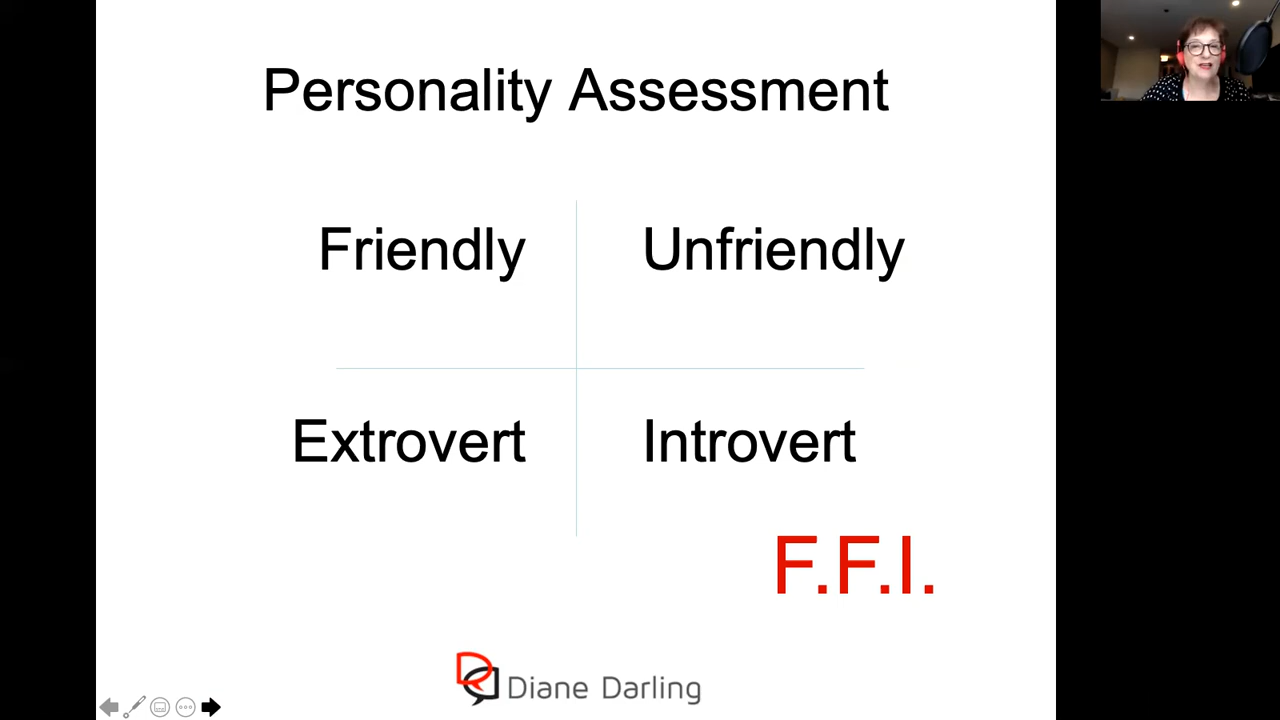 Personality Assessment
Friendly Unfriendly
Extrovert Introvert
F.F.I.
Diane Darling